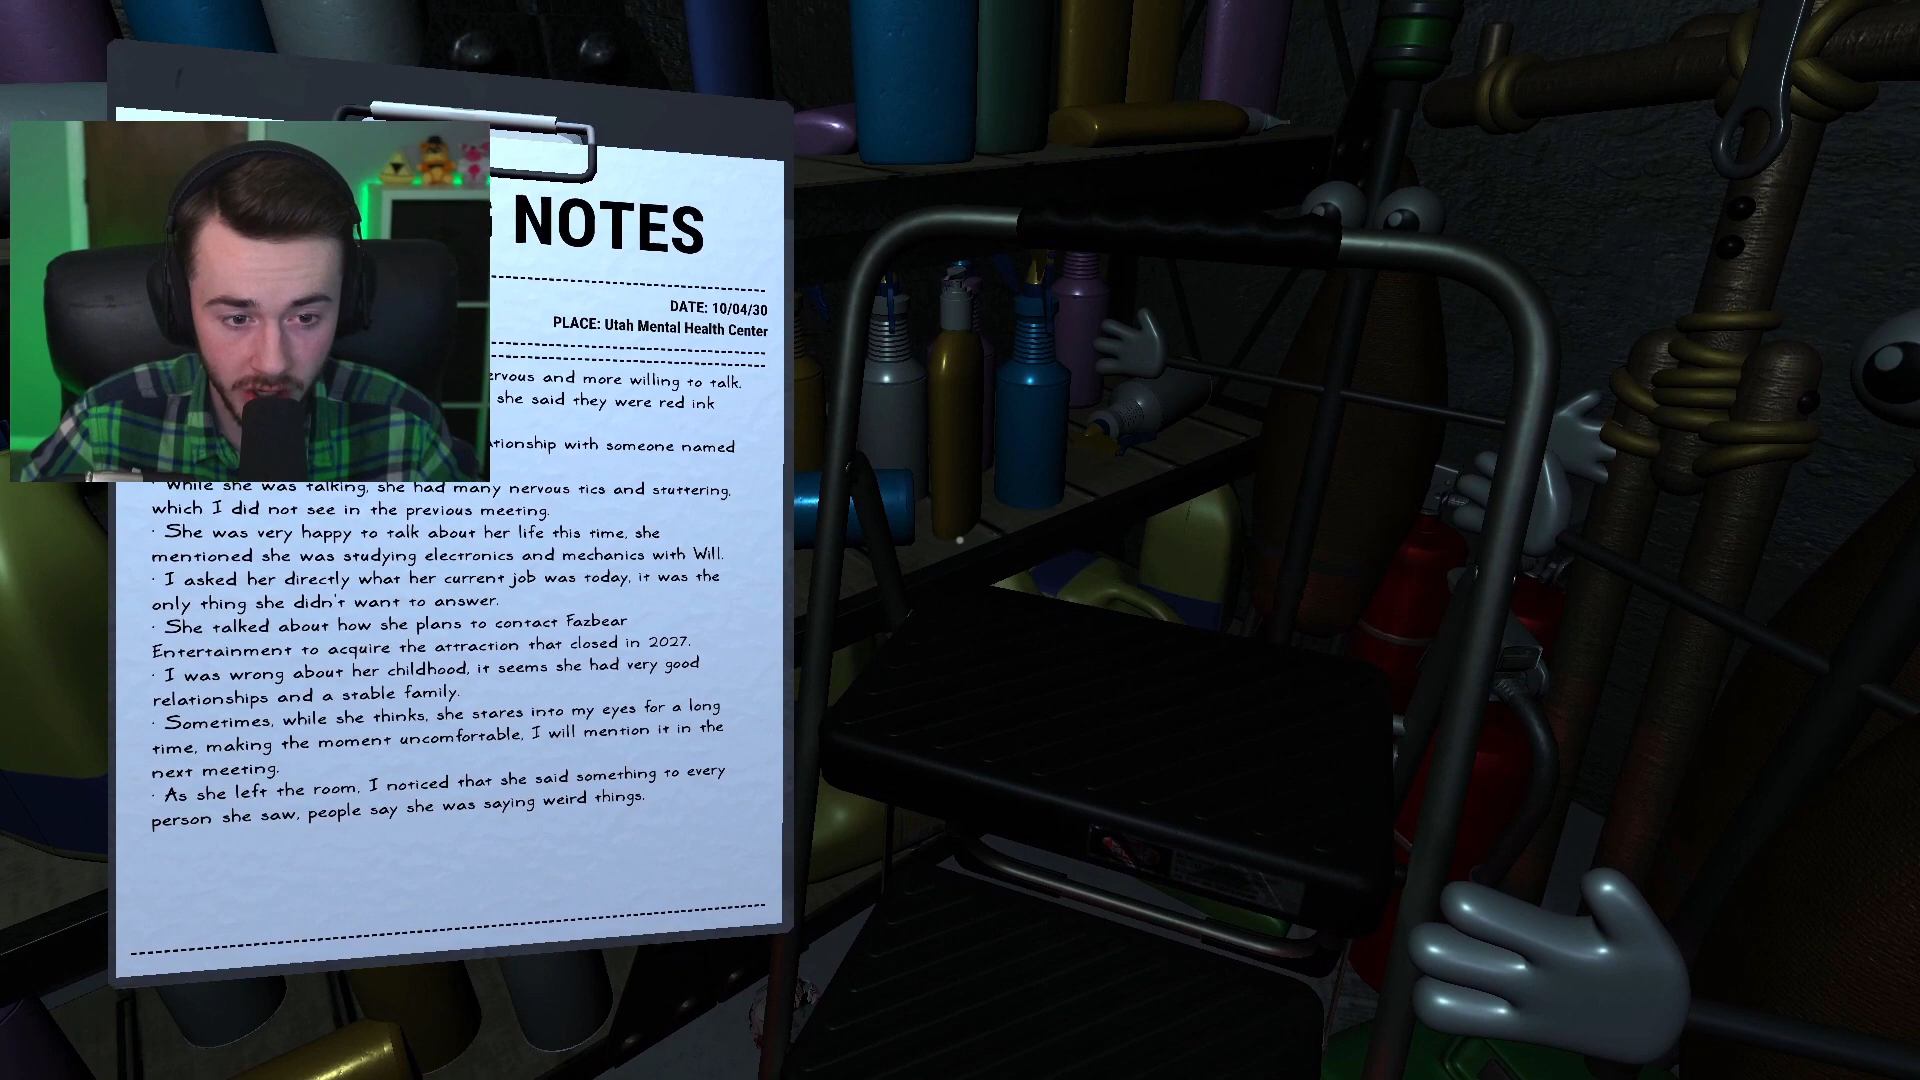 NOTES
DATE: 10/04/30
PLACE: Utah Mental Health Center
and more willing to talk.
she said they were red ink
with someone named
· While she was talking, she had many nervous tics and stuttering,
which I did not see in the previous meeting.
· She was very happy to talk about her life this time, she
mentioned she was studying electronics and mechanics with Will.
· I asked her directly what her current job was today, it was the
only thing she didn't want to answer.
· She talked about how she plans to contact Fazbear
Entertainment to acquire the attraction that closed in 2027.
· I was wrong about her childhood, it seems she had very good
relationships and a stable family.
· Sometimes, while she thinks, she stares into my eyes for a long
time, making the moment uncomfortable, I will mention it in the
next meeting.
· As she left the room, I noticed that she said something to every
person she saw, people say she was saying weird things.